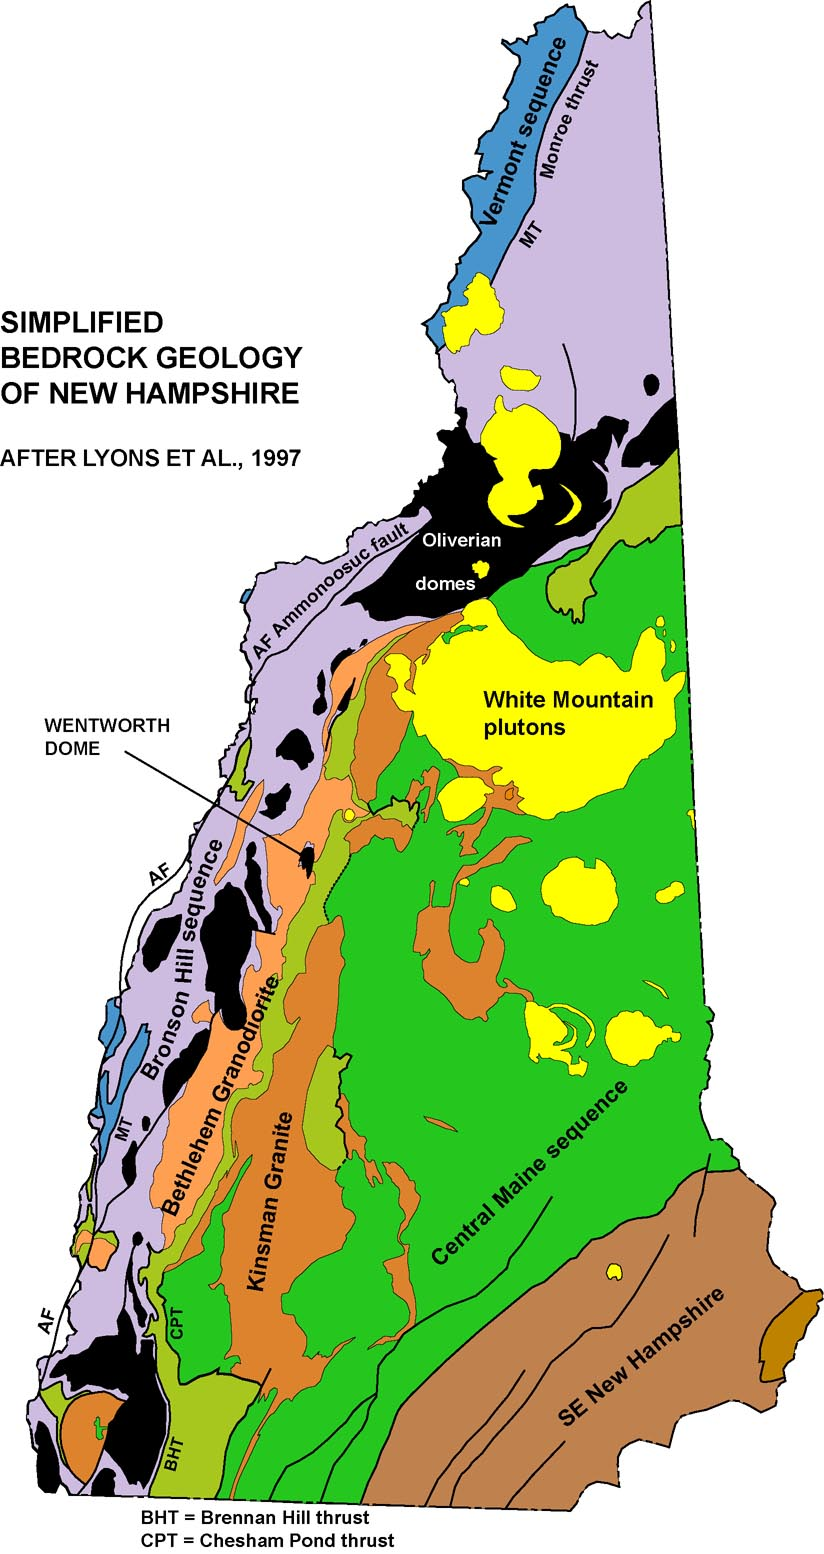 Vermont sequence
Monroe thrust
MT
SIMPLIFIED
BEDROCK GEOLOGY
OF NEW HAMPSHIRE
AFTER LYONS ET AL., 1997
AF Ammonoosuc fault
Oliverian
domes
White Mountain
plutons
WENTWORTH
DOME
AF
Bronson Hill sequence
Bethlehem Granodiorite
MT
Kinsman Granite
Central Maine sequence
CPT
AF
SE New Hampshire
BHT
BHT = Brennan Hill thrust
CPT = Chesham Pond thrust